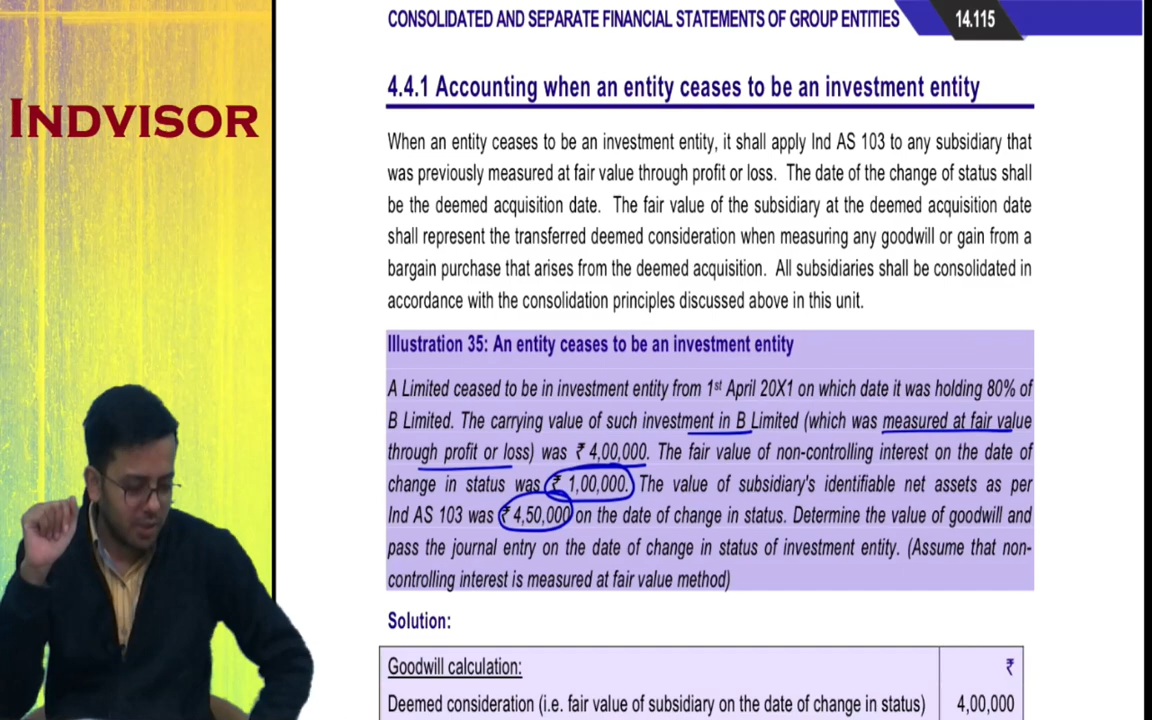 CONSOLIDATED AND SEPARATE FINANCIAL STATEMENTS OF GROUP ENTITIES 14.115
INDVISOR
4.4.1 Accounting when an entity ceases to be an investment entity
When an entity ceases to be an investment entity, it shall apply Ind AS 103 to any subsidiary that
was previously measured at fair value through profit or loss. The date of the change of status shall
be the deemed acquisition date. The fair value of the subsidiary at the deemed acquisition date
shall represent the transferred deemed consideration when measuring any goodwill or gain from a
bargain purchase that arises from the deemed acquisition. All subsidiaries shall be consolidated in
accordance with the consolidation principles discussed above in this unit.
Illustration 35: An entity ceases to be an investment entity
A Limited ceased to be in investment entity from 1st April 20X1 on which date it was holding 80% of
B Limited. The carrying value of such investment in B Limited (which was measured at fair value
through profit or loss) was ₹ 4,00,000. The fair value of non-controlling interest on the date of
change in status was ₹ 1,00,000. The value of subsidiary's identifiable net assets as per
Ind AS 103 was ₹ 4,50,000 on the date of change in status. Determine the value of goodwill and
pass the journal entry on the date of change in status of investment entity. (Assume that non-
controlling interest is measured at fair value method)
Solution:
Goodwill calculation: ₹
Deemed consideration (i.e. fair value of subsidiary on the date of change in status) 4,00,000